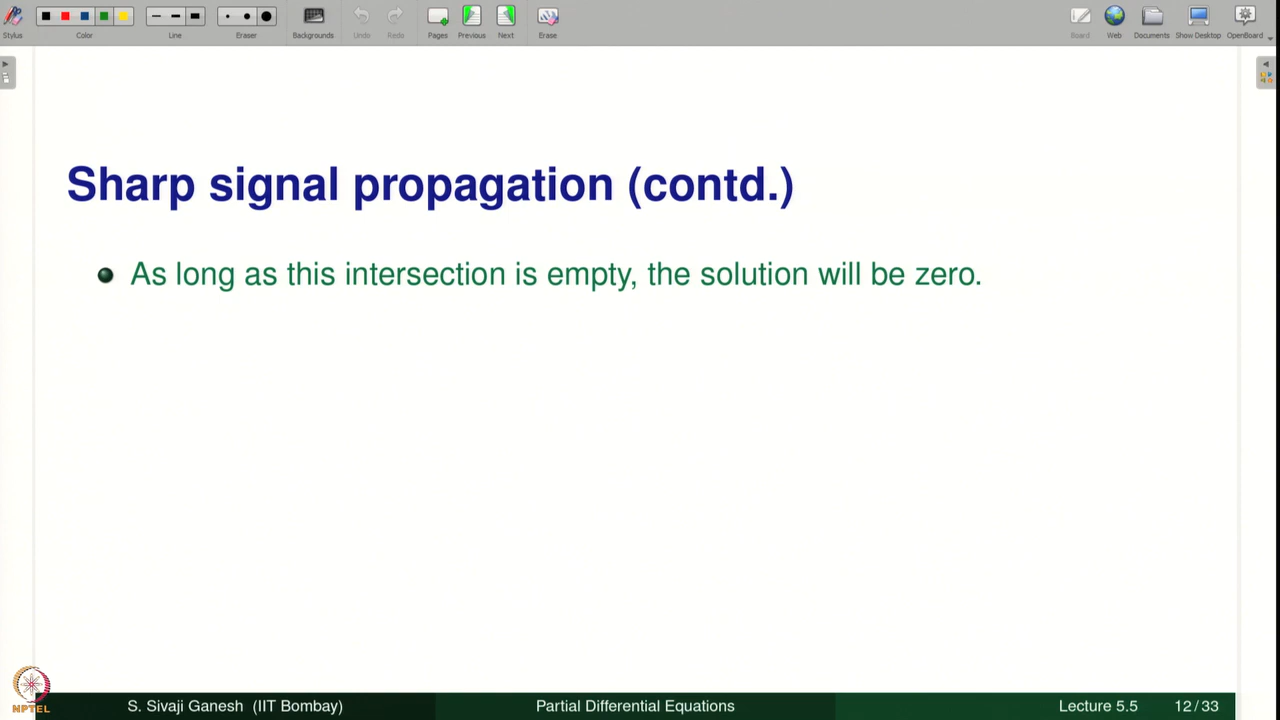 Stylus
Color
Line
Eraser
Backgrounds
Undo
Redo
Pages
Previous
Next
Erase
Board
Web
Documents
Show Desktop
OpenBoard
Sharp signal propagation (contd.)
As long as this intersection is empty, the solution will be zero.
NPTEL
S. Sivaji Ganesh (IIT Bombay)
Partial Differential Equations
Lecture 5.5
12/33